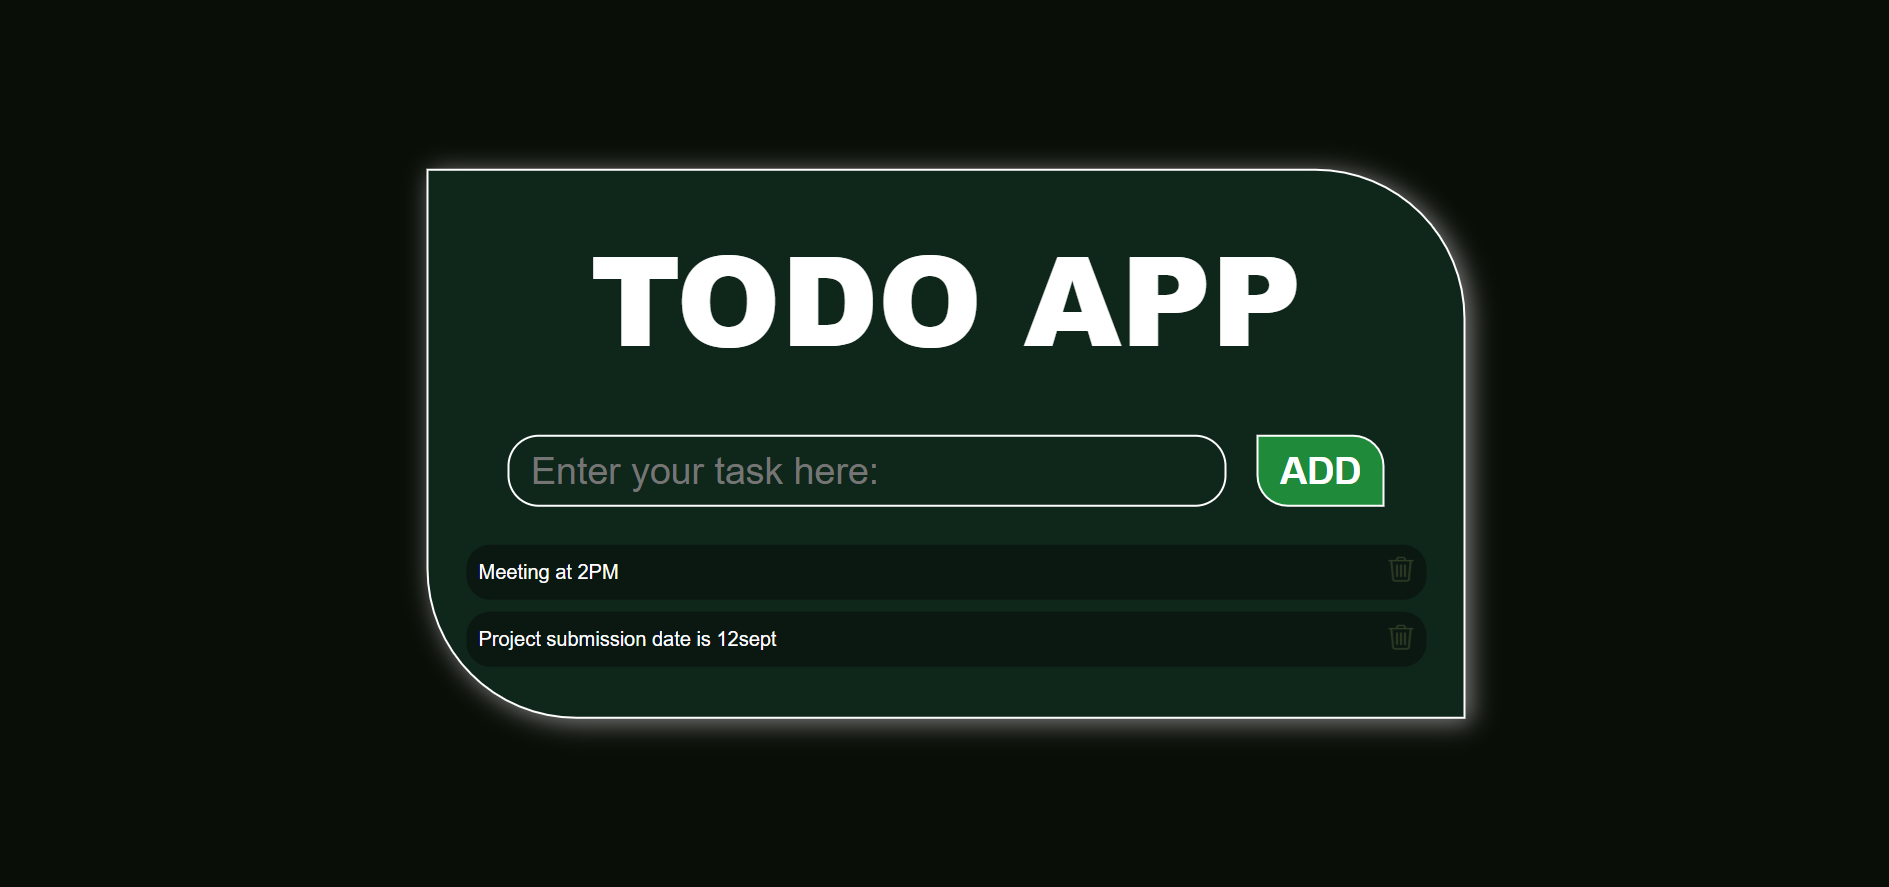 TODO APP
Enter your task here:
ADD
Meeting at 2PM
Project submission date is 12sept